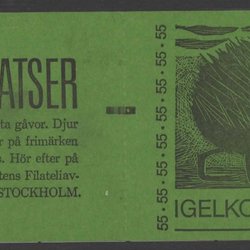 ATSER
ta gåvor. Djur
r på frimärken
s. Hör efter på
tens Filateliav-
STOCKHOLM.
55 · 55 · 55 · 55 · 55 · 55 · 55
IGELKO